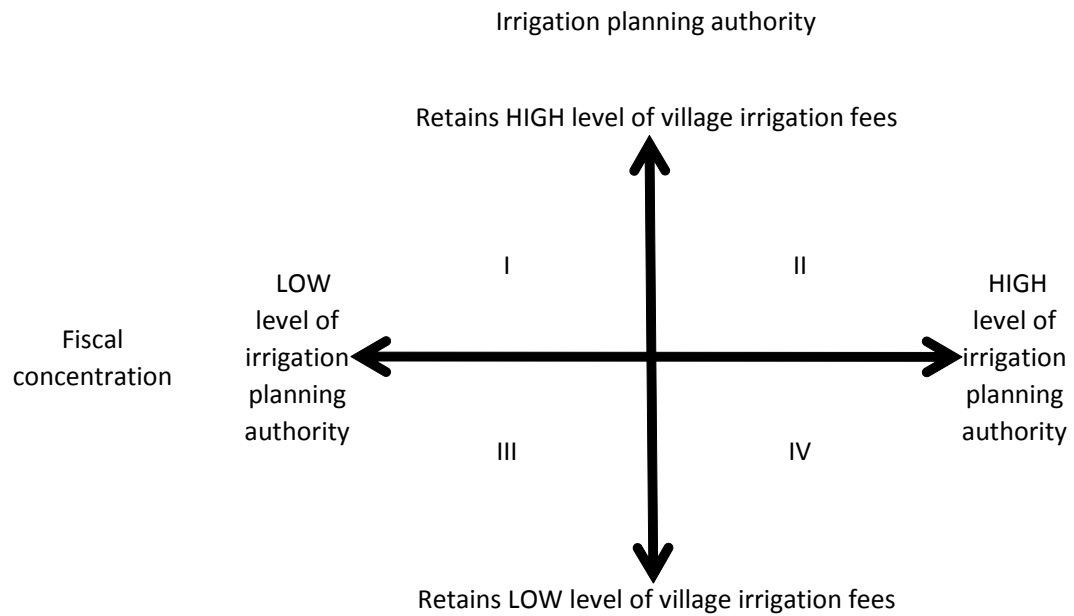 Irrigation planning authority
Retains HIGH level of village irrigation fees
I
II
LOW
level of
irrigation
planning
authority
HIGH
level of
irrigation
planning
authority
Fiscal
concentration
III
IV
Retains LOW level of village irrigation fees